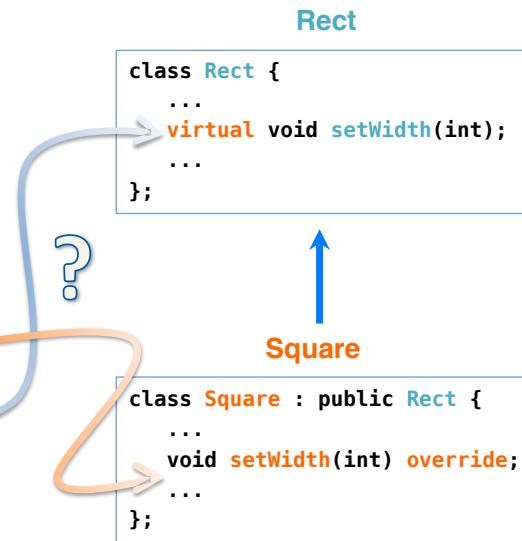 Rect
class Rect {
...
virtual void setWidth(int);
...
};
?
Square
class Square : public Rect {
...
void setWidth(int) override;
...
};